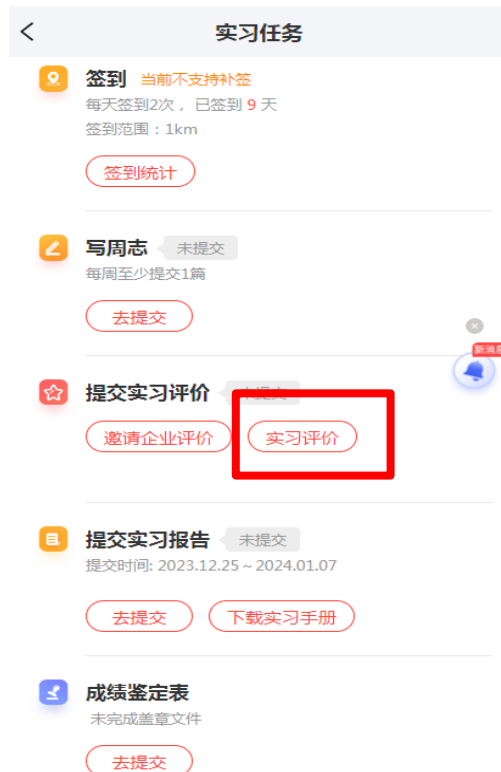 实习任务
签到 当前不支持补签
每天签到2次，已签到 9 天
签到范围：1km
签到统计
写周志 未提交
每周至少提交1篇
去提交
新消息
提交实习评价 未提交
邀请企业评价 实习评价
提交实习报告 未提交
提交时间: 2023.12.25～2024.01.07
去提交 下载实习手册
成绩鉴定表
未完成盖章文件
去提交